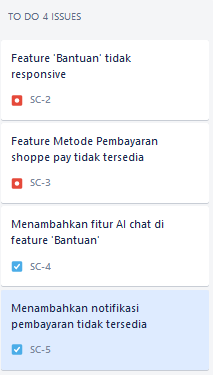 TO DO 4 ISSUES
Feature 'Bantuan' tidak
responsive
SC-2
Feature Metode Pembayaran
shoppe pay tidak tersedia
SC-3
Menambahkan fitur AI chat di
feature 'Bantuan'
SC-4
Menambahkan notifikasi
pembayaran tidak tersedia
SC-5